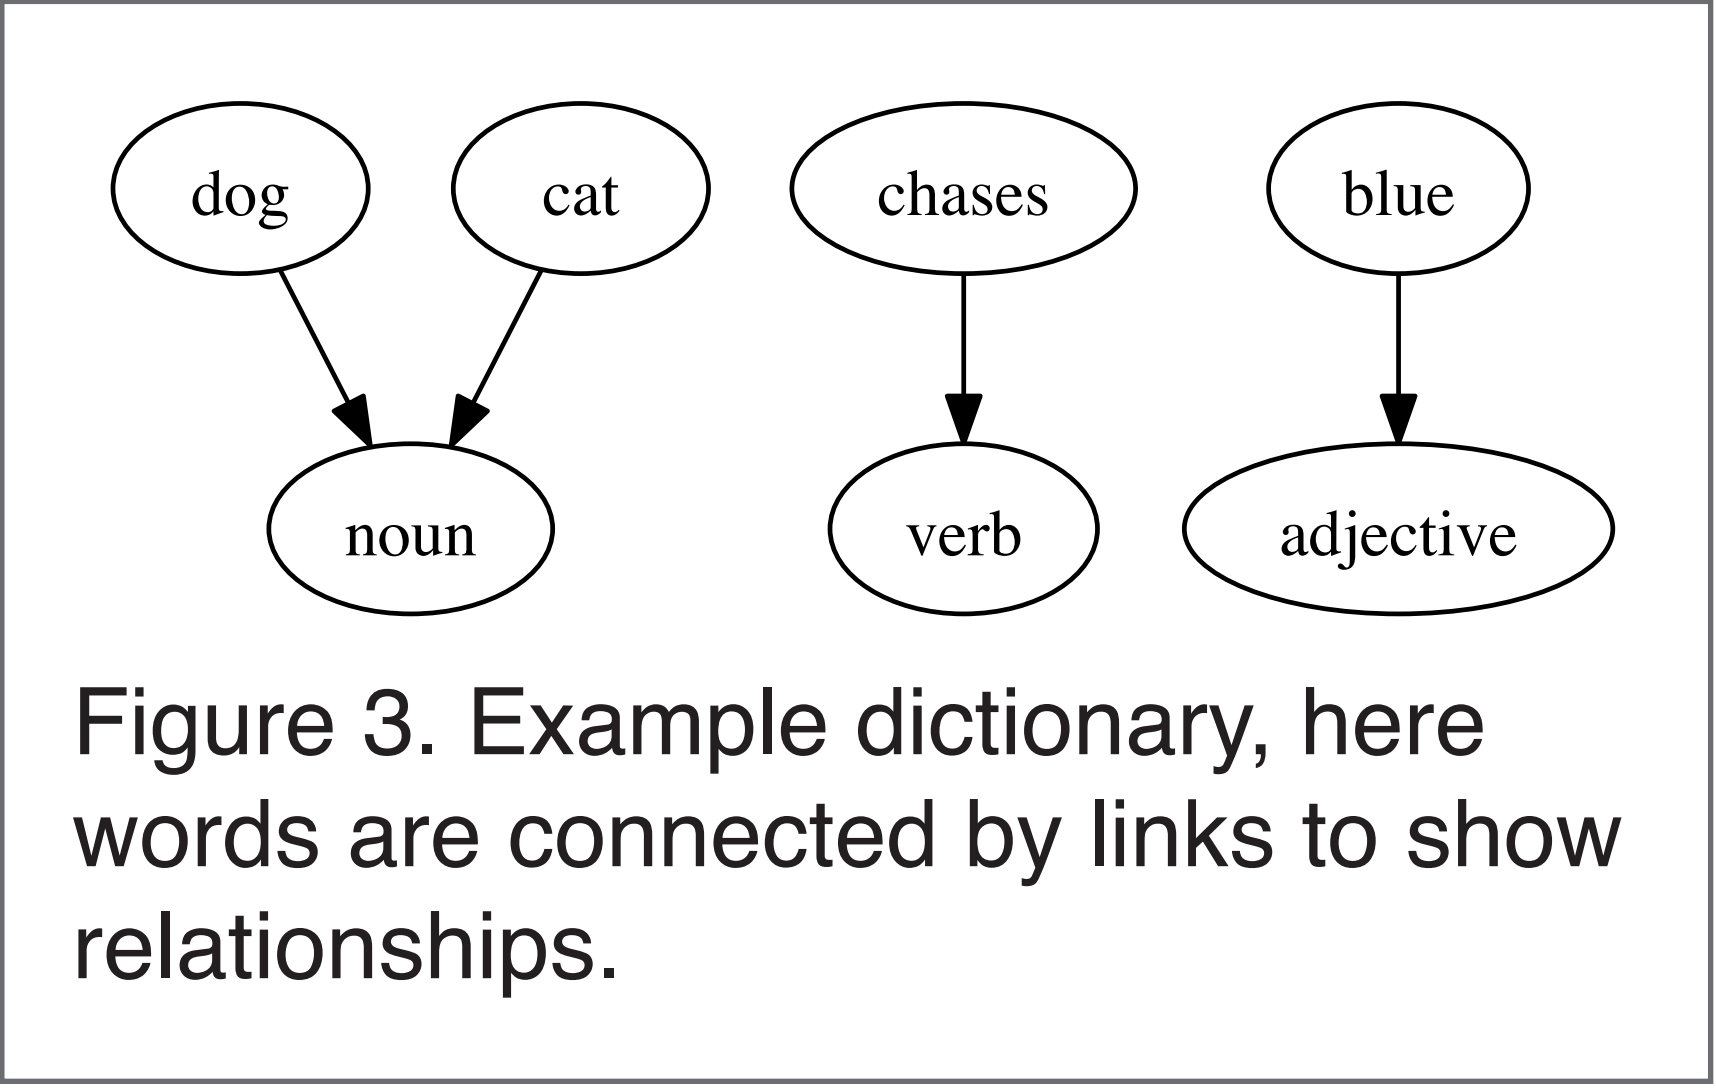 dog cat chases blue
noun verb adjective
Figure 3. Example dictionary, here
words are connected by links to show
relationships.